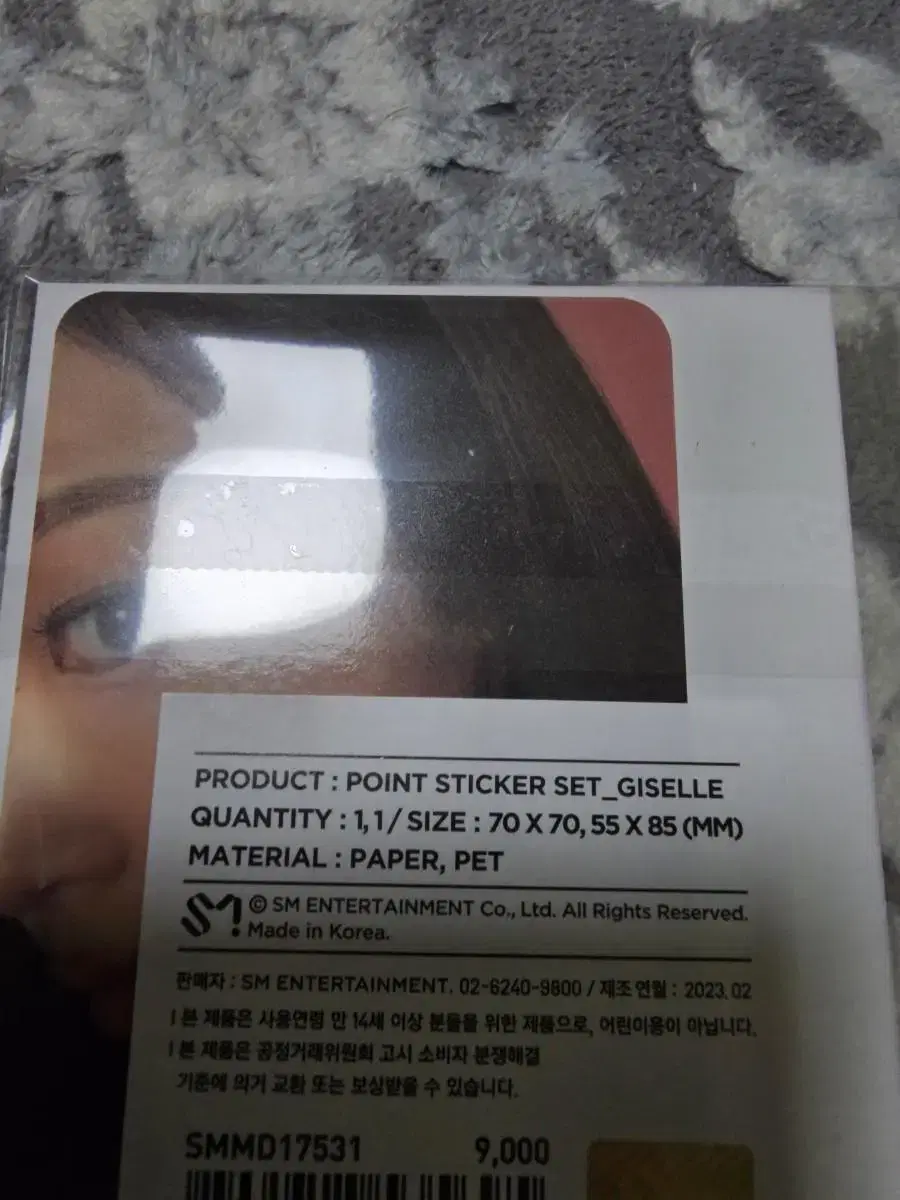 PRODUCT : POINT STICKER SET_GISELLE
QUANTITY : 1, 1 / SIZE : 70 X 70, 55 X 85 (MM)
MATERIAL : PAPER, PET
SM! © SM ENTERTAINMENT Co., Ltd. All Rights Reserved.
Made in Korea.
판매자 : SM ENTERTAINMENT. 02-6240-9800 / 제조연월 : 2023. 02
l 본 제품은 사용연령 만 14세 이상 분들을 위한 제품으로, 어린이용이 아닙니다.
l 본 제품은 공정거래위원회 고시 소비자 분쟁해결
기준에 의거 교환 또는 보상받을 수 있습니다.
SMMD17531 9,000